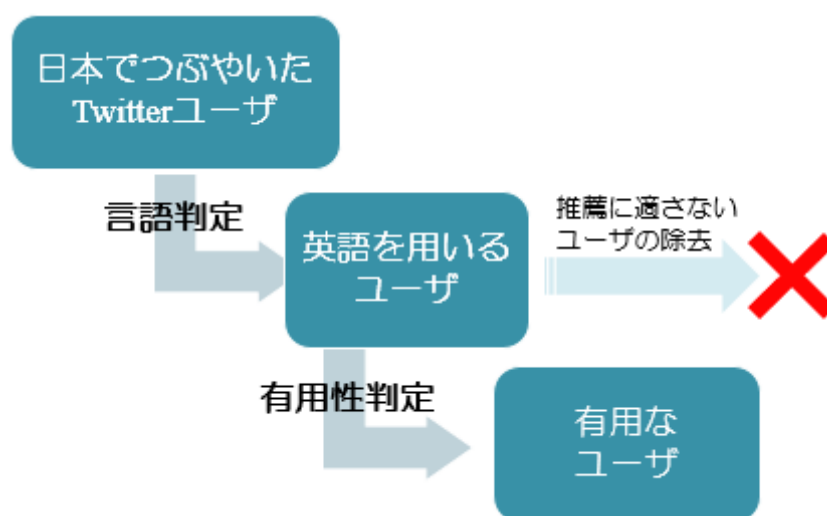 日本でつぶやいた
Twitterユーザ
言語判定
英語を用いる
ユーザ
推薦に適さない
ユーザの除去
有用性判定
有用な
ユーザ